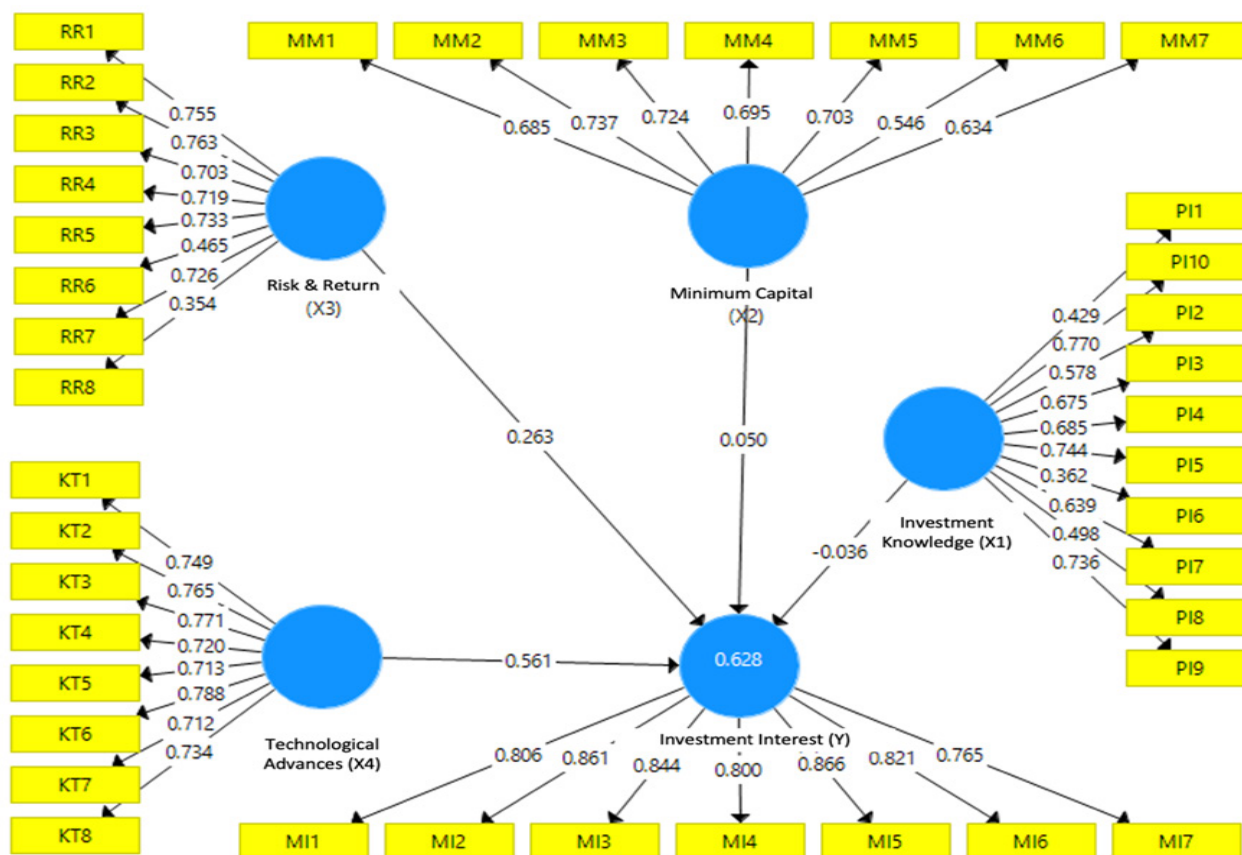 RR1
RR2
RR3
RR4
RR5
RR6
RR7
RR8
0.755
0.763
0.703
0.719
0.733
0.465
0.726
0.354
Risk & Return
(X3)
MM1
MM2
MM3
MM4
MM5
MM6
MM7
0.685
0.737
0.724
0.695
0.703
0.546
0.634
Minimum Capital
(X2)
PI1
PI10
PI2
PI3
PI4
PI5
PI6
PI7
PI8
PI9
0.429
0.770
0.578
0.675
0.685
0.744
0.362
0.639
0.498
0.736
Investment
Knowledge (X1)
0.263
0.050
-0.036
0.561
KT1
KT2
KT3
KT4
KT5
KT6
KT7
KT8
0.749
0.765
0.771
0.720
0.713
0.788
0.712
0.734
Technological
Advances (X4)
0.628
Investment Interest (Y)
0.806
0.861
0.844
0.800
0.866
0.821
0.765
MI1
MI2
MI3
MI4
MI5
MI6
MI7